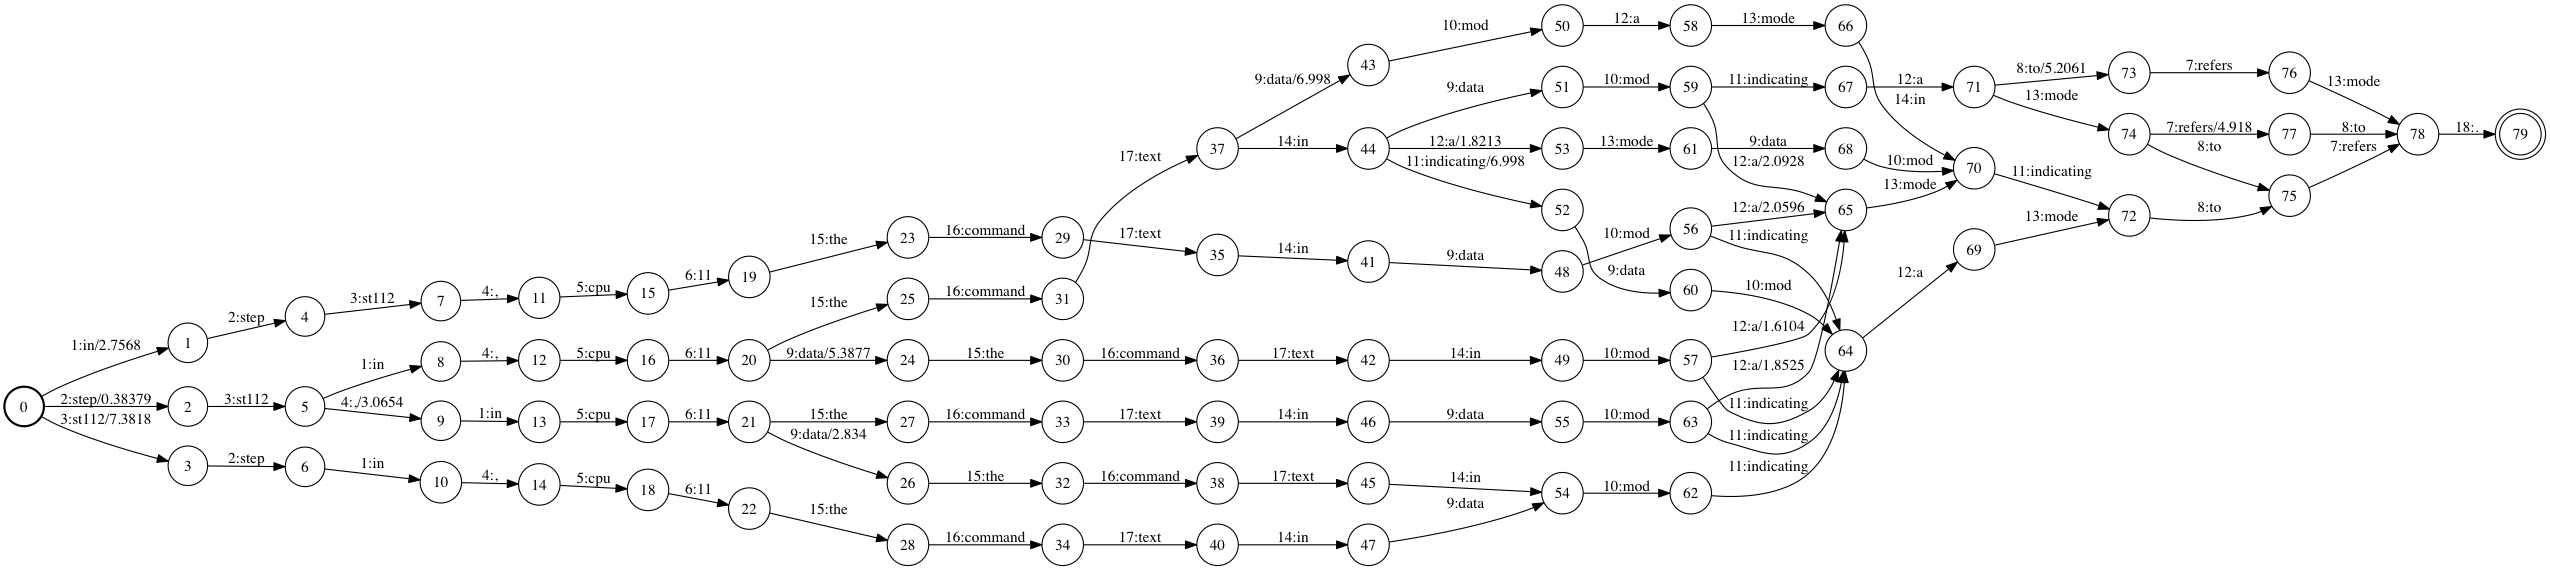 0
1:in/2.7568
2:step/0.38379
3:st112/7.3818
1
2
3
2:step
3:st112
2:step
4
5
6
3:st112
1:in
4:,/3.0654
1:in
7
8
9
10
4:,
4:,
1:in
4:,
11
12
13
14
5:cpu
5:cpu
5:cpu
5:cpu
15
16
17
18
6:11
6:11
6:11
6:11
19
20
21
22
15:the
15:the
9:data/5.3877
15:the
9:data/2.834
15:the
23
25
24
27
26
28
16:command
16:command
15:the
16:command
15:the
16:command
29
31
30
33
32
34
17:text
17:text
16:command
17:text
16:command
17:text
37
35
36
39
38
40
9:data/6.998
14:in
14:in
17:text
14:in
17:text
14:in
43
44
41
42
46
45
47
10:mod
9:data
12:a/1.8213
11:indicating/6.998
9:data
14:in
9:data
14:in
9:data
50
51
53
52
48
49
55
54
12:a
10:mod
13:mode
10:mod
9:data
10:mod
10:mod
10:mod
58
59
61
56
60
57
63
62
13:mode
11:indicating
9:data
12:a/2.0928
12:a/2.0596
11:indicating
10:mod
12:a/1.6104
12:a/1.8525
11:indicating
11:indicating
11:indicating
66
67
68
65
64
12:a
14:in
10:mod
13:mode
12:a
71
70
69
8:to/5.2061
13:mode
11:indicating
13:mode
73
74
72
7:refers
7:refers/4.918
8:to
8:to
76
77
75
13:mode
8:to
7:refers
78
18:.
79